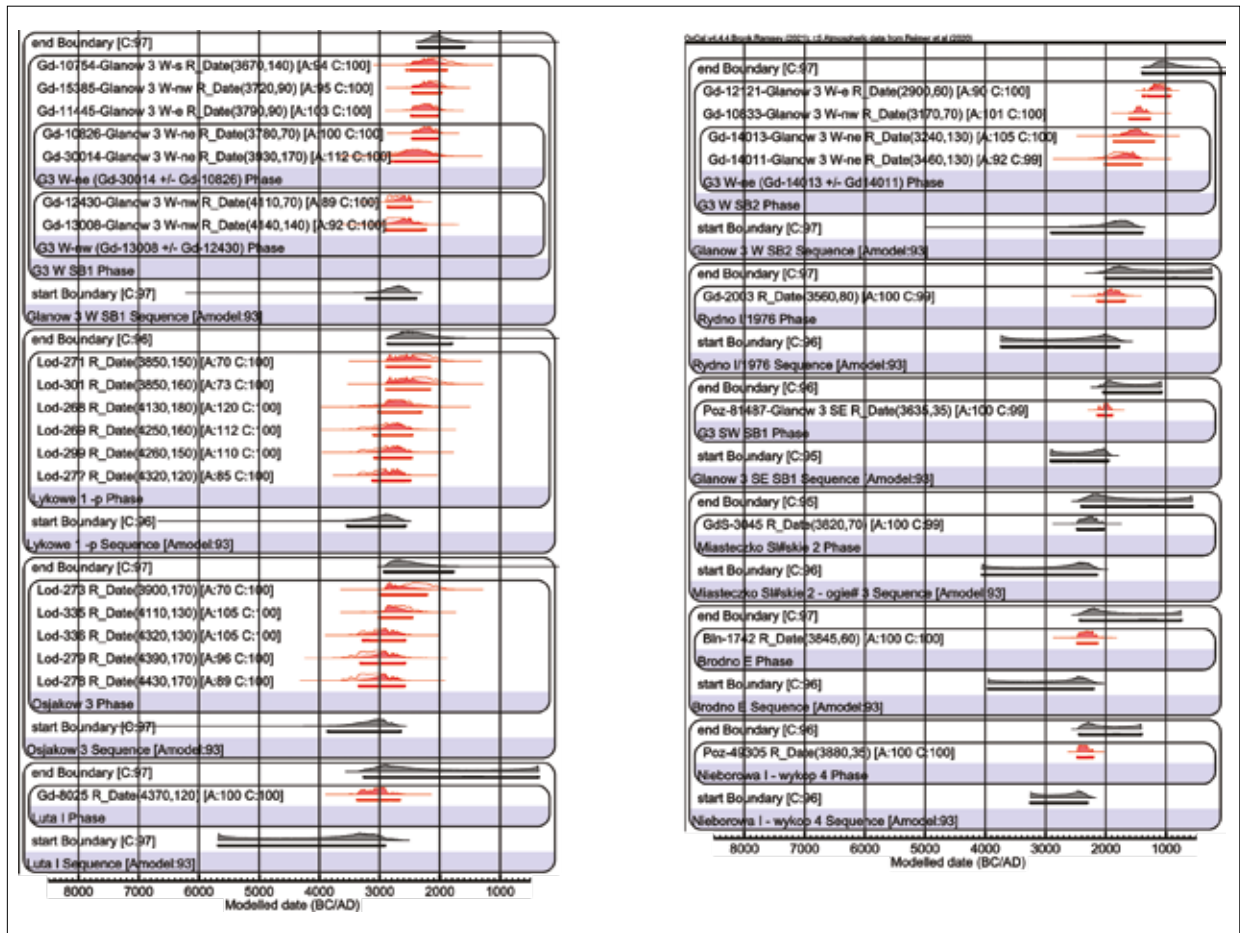 end Boundary [C:97]
Gd-10754-Glanow 3 W-s R_Date(3670,140) [A:94 C:100]
Gd-15385-Glanow 3 W-nw R_Date(3720,90) [A:95 C:100]
Gd-11445-Glanow 3 W-e R_Date(3790,90) [A:103 C:100]
Gd-10826-Glanow 3 W-ne R_Date(3780,70) [A:100 C:100]
Gd-30014-Glanow 3 W-ne R_Date(3930,170) [A:112 C:100]
G3 W-ne (Gd-30014 +/- Gd-10826) Phase
Gd-12430-Glanow 3 W-nw R_Date(4110,70) [A:89 C:100]
Gd-13008-Glanow 3 W-nw R_Date(4140,140) [A:92 C:100]
G3 W-nw (Gd-13008 +/- Gd-12430) Phase
G3 W SB1 Phase
start Boundary [C:97]
Glanow 3 W SB1 Sequence [Amodel:93]
end Boundary [C:96]
Lod-271 R_Date(3850,150) [A:70 C:100]
Lod-301 R_Date(3850,160) [A:73 C:100]
Lod-268 R_Date(4130,180) [A:120 C:100]
Lod-269 R_Date(4250,160) [A:112 C:100]
Lod-299 R_Date(4260,150) [A:110 C:100]
Lod-277 R_Date(4320,120) [A:85 C:100]
Lykowe 1 -p Phase
start Boundary [C:96]
Lykowe 1 -p Sequence [Amodel:93]
end Boundary [C:97]
Lod-273 R_Date(3900,170) [A:70 C:100]
Lod-335 R_Date(4110,130) [A:105 C:100]
Lod-336 R_Date(4320,130) [A:105 C:100]
Lod-279 R_Date(4390,170) [A:96 C:100]
Lod-278 R_Date(4430,170) [A:89 C:100]
Osjakow 3 Phase
start Boundary [C:97]
Osjakow 3 Sequence [Amodel:93]
end Boundary [C:97]
Gd-8025 R_Date(4370,120) [A:100 C:100]
Luta I Phase
start Boundary [C:97]
Luta I Sequence [Amodel:93]
8000 7000 6000 5000 4000 3000 2000 1000
Modelled date (BC/AD)
OxCal v4.4.4 Bronk Ramsey (2021); r:5 Atmospheric data from Reimer et al (2020)
end Boundary [C:97]
Gd-12121-Glanow 3 W-e R_Date(2900,60) [A:90 C:100]
Gd-10833-Glanow 3 W-nw R_Date(3170,70) [A:101 C:100]
Gd-14013-Glanow 3 W-ne R_Date(3240,130) [A:105 C:100]
Gd-14011-Glanow 3 W-ne R_Date(3460,130) [A:92 C:99]
G3 W-ne (Gd-14013 +/- Gd14011) Phase
G3 W SB2 Phase
start Boundary [C:97]
Glanow 3 W SB2 Sequence [Amodel:93]
end Boundary [C:97]
Gd-2003 R_Date(3560,80) [A:100 C:99]
Rydno I/1976 Phase
start Boundary [C:96]
Rydno I/1976 Sequence [Amodel:93]
end Boundary [C:96]
Poz-81487-Glanow 3 SE R_Date(3635,35) [A:100 C:99]
G3 SW SB1 Phase
start Boundary [C:95]
Glanow 3 SE SB1 Sequence [Amodel:93]
end Boundary [C:95]
GdS-3045 R_Date(3820,70) [A:100 C:99]
Miasteczko Sl#skie 2 Phase
start Boundary [C:96]
Miasteczko Sl#skie 2 - ogie# 3 Sequence [Amodel:93]
end Boundary [C:97]
Bln-1742 R_Date(3845,60) [A:100 C:100]
Brodno E Phase
start Boundary [C:96]
Brodno E Sequence [Amodel:93]
end Boundary [C:96]
Poz-49305 R_Date(3880,35) [A:100 C:100]
Nieborowa I - wykop 4 Phase
start Boundary [C:96]
Nieborowa I - wykop 4 Sequence [Amodel:93]
8000 7000 6000 5000 4000 3000 2000 1000
Modelled date (BC/AD)